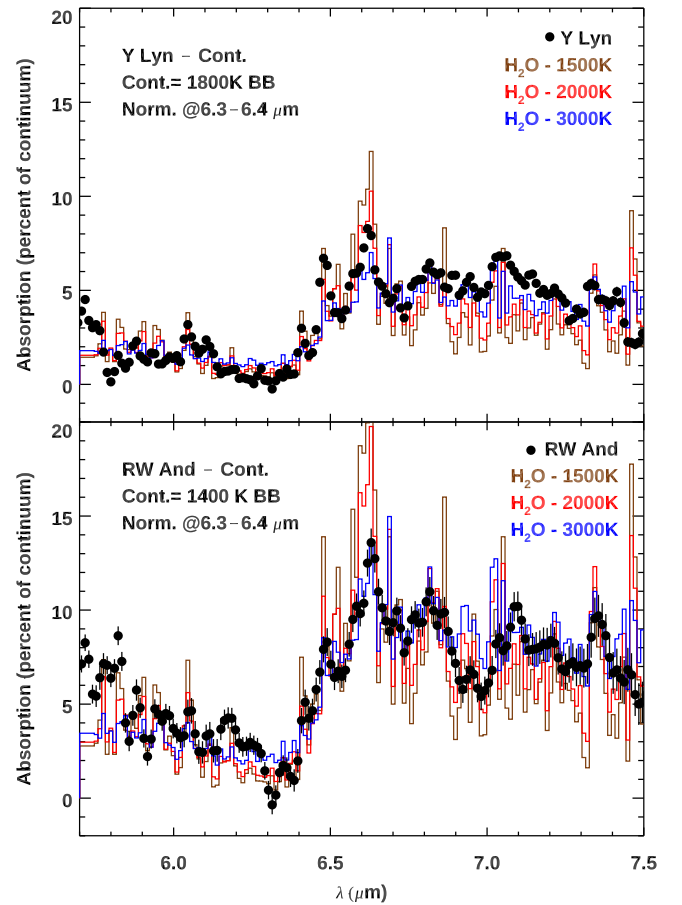 20
15
10
5
0
Absorption (percent of continuum)
Y Lyn − Cont.
Cont.= 1800K BB
Norm. @6.3−6.4 μm
Y Lyn
H₂O - 1500K
H₂O - 2000K
H₂O - 3000K
20
15
10
5
0
Absorption (percent of continuum)
RW And − Cont.
Cont.= 1400 K BB
Norm. @6.3−6.4 μm
RW And
H₂O - 1500K
H₂O - 2000K
H₂O - 3000K
6.0 6.5 7.0 7.5
λ (μm)